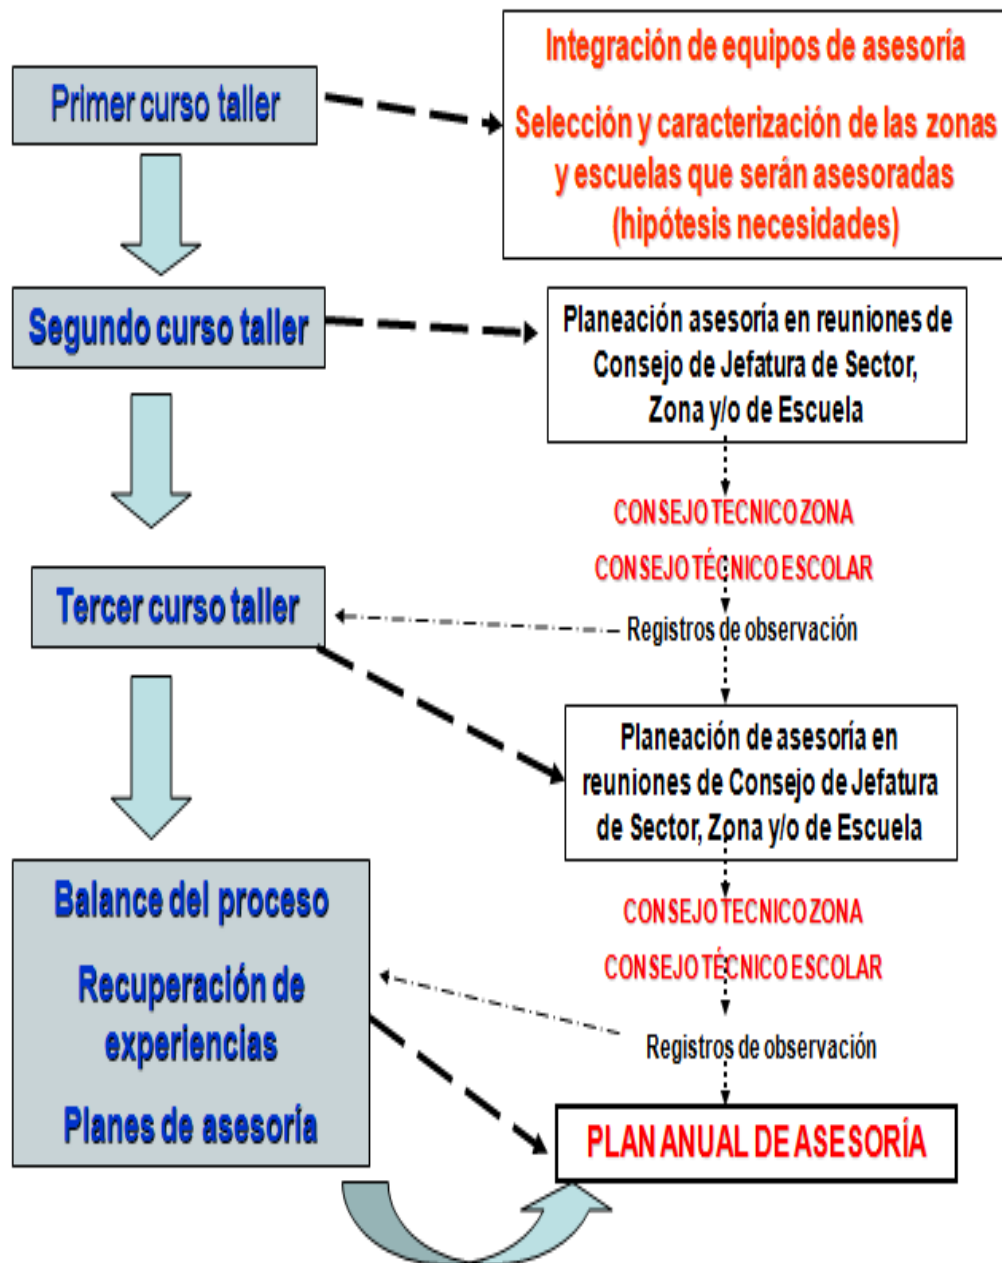 Primer curso taller
Integración de equipos de asesoría
Selección y caracterización de las zonas
y escuelas que serán asesoradas
(hipótesis necesidades)
Segundo curso taller
Planeación asesoría en reuniones de
Consejo de Jefatura de Sector,
Zona y/o de Escuela
CONSEJO TECNICO ZONA
CONSEJO TÉCNICO ESCOLAR
Tercer curso taller
Registros de observación
Planeación de asesoría en
reuniones de Consejo de Jefatura
de Sector, Zona y/o de Escuela
Balance del proceso
Recuperación de
experiencias
Planes de asesoría
CONSEJO TECNICO ZONA
CONSEJO TÉCNICO ESCOLAR
Registros de observación
PLAN ANUAL DE ASESORÍA